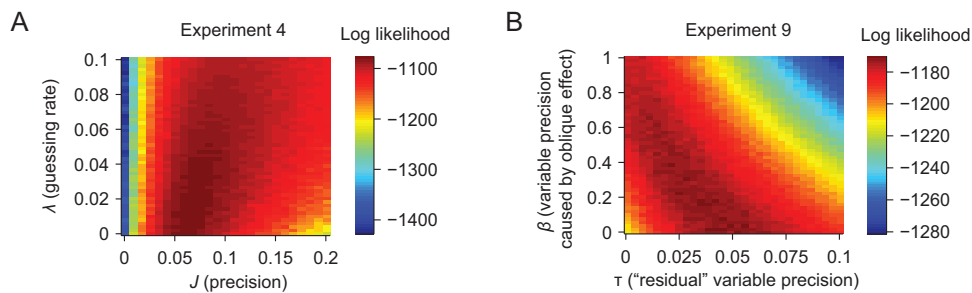 A
Experiment 4
Log likelihood
0.1
0.08
0.06
0.04
0.02
0
λ (guessing rate)
0
0.05
0.1
0.15
0.2
J (precision)
−1100
−1200
−1300
−1400
B
Experiment 9
Log likelihood
1
0.8
0.6
0.4
0.2
0
β (variable precision
caused by oblique effect)
0
0.025
0.05
0.075
0.1
τ (“residual” variable precision)
−1180
−1200
−1220
−1240
−1260
−1280